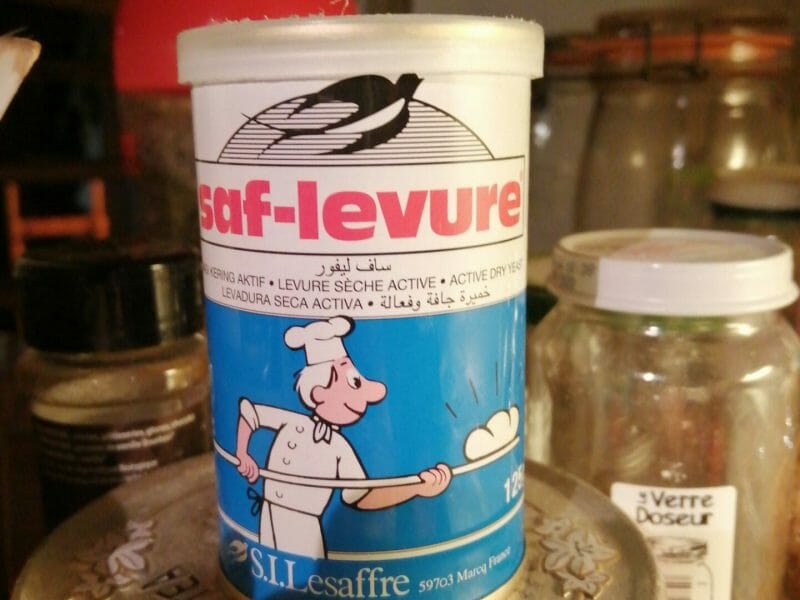 saf-levure
ساف ليفور
KERING AKTIF • LEVURE SÈCHE ACTIVE • ACTIVE DRY YEAST
LEVADURA SECA ACTIVA • خميرة جافة وفعالة
S.I.Lesaffre 59703 Marcq France
Verre
Doseur